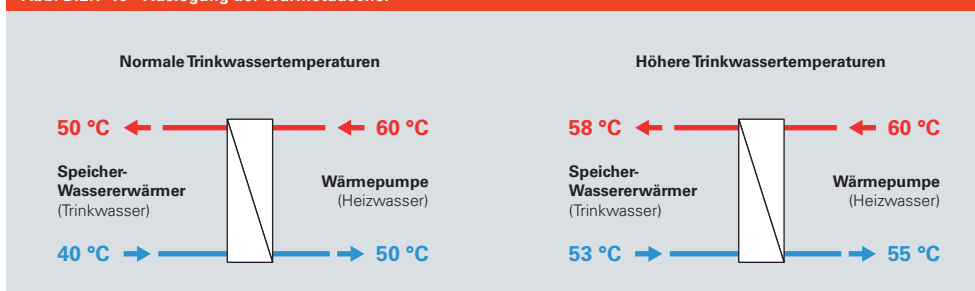 Normale Trinkwassertemperaturen
50 °C
60 °C
Speicher-
Wassererwärmer
(Trinkwasser)
Wärmepumpe
(Heizwasser)
40 °C
50 °C
Höhere Trinkwassertemperaturen
58 °C
60 °C
Speicher-
Wassererwärmer
(Trinkwasser)
Wärmepumpe
(Heizwasser)
53 °C
55 °C